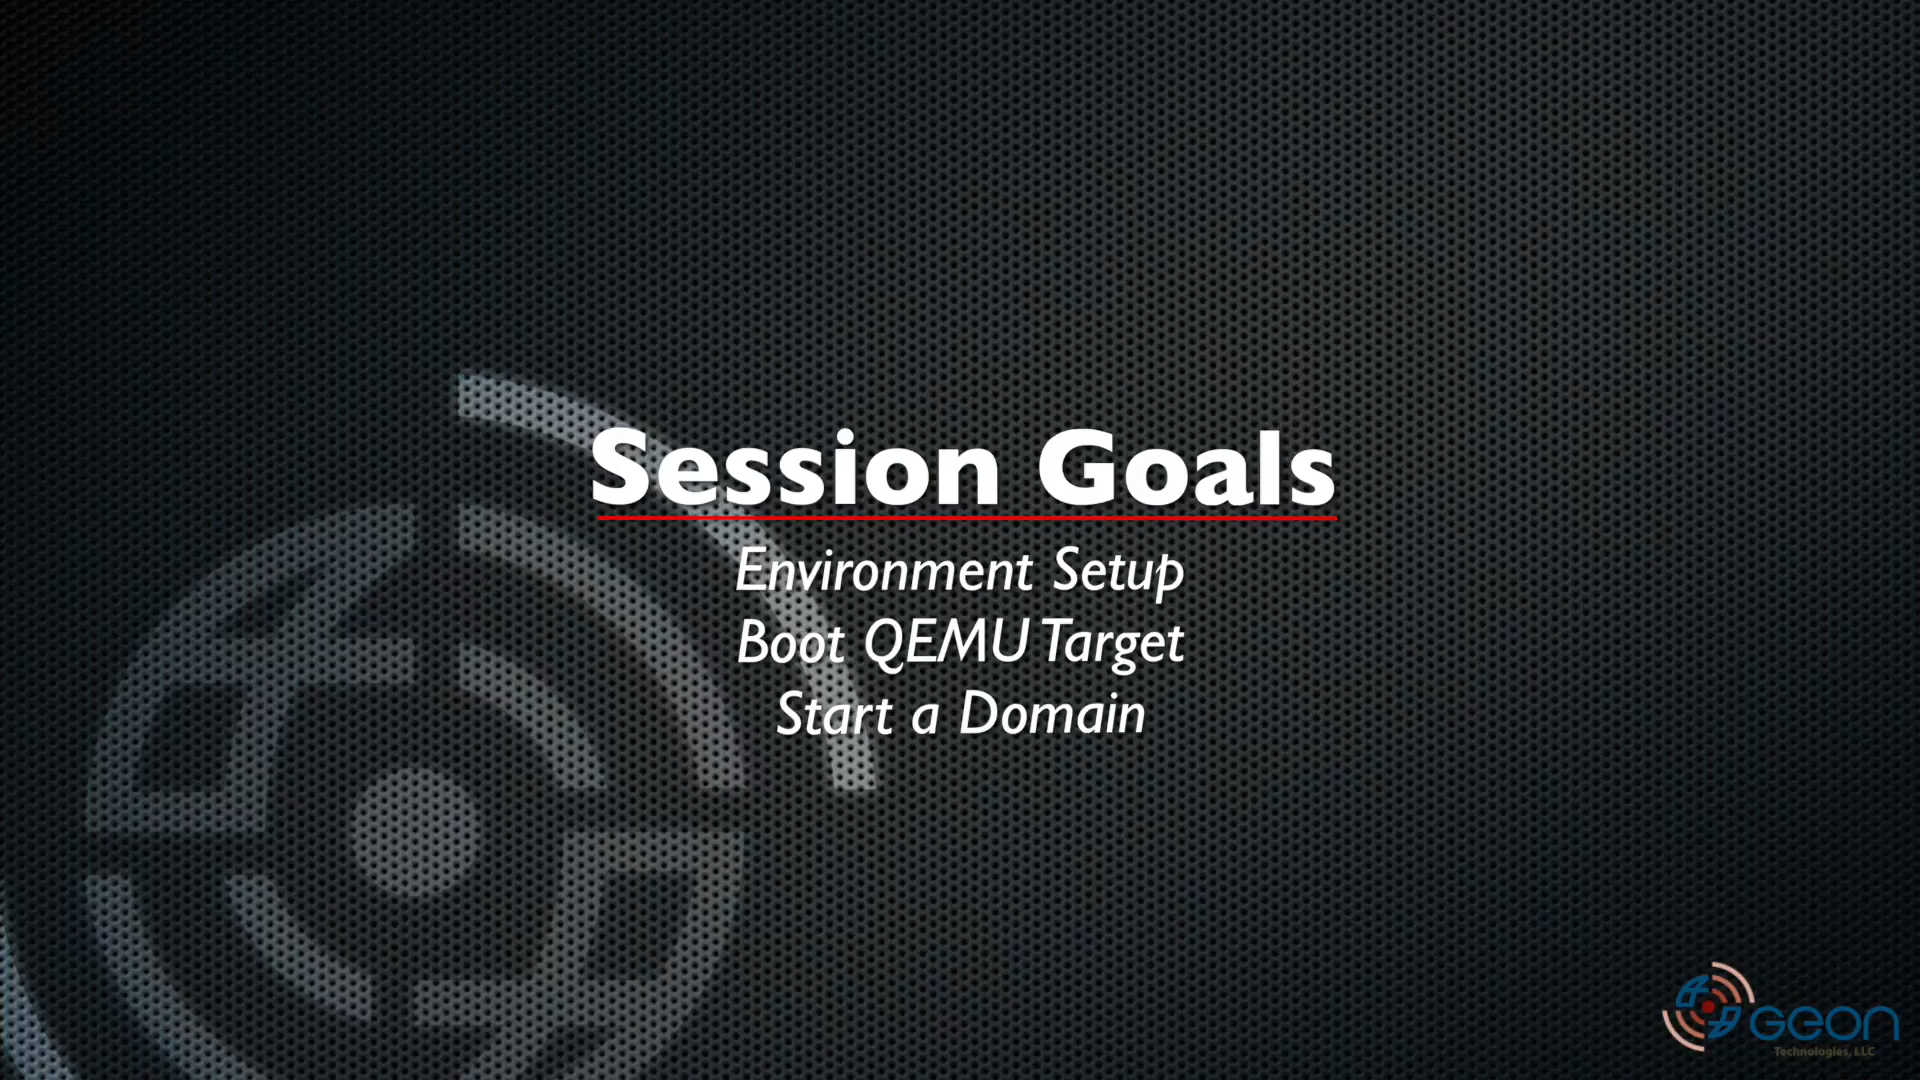 Session Goals
Environment Setup
Boot QEMU Target
Start a Domain
Geon
Technologies, LLC